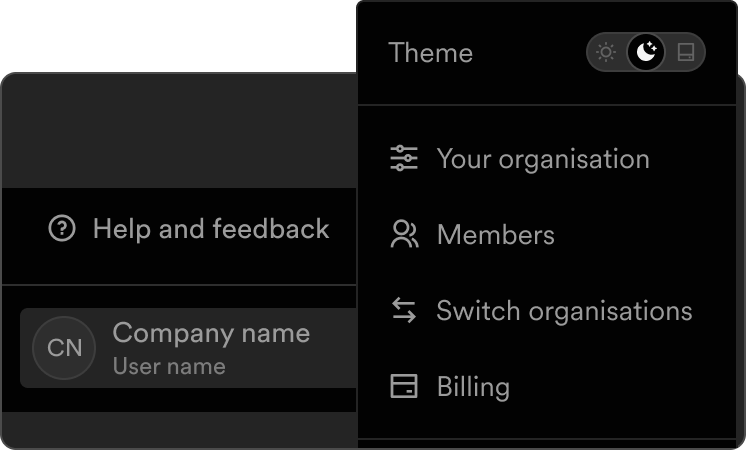 Theme
Your organisation
Help and feedback
Members
Switch organisations
CN
Company name
User name
Billing